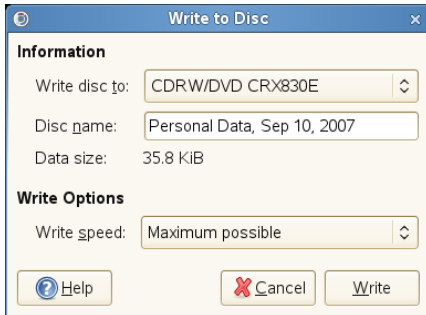 Write to Disc
Information
Write disc to: CDRW/DVD CRX830E
Disc name: Personal Data, Sep 10, 2007
Data size: 35.8 KiB
Write Options
Write speed: Maximum possible
Help Cancel Write